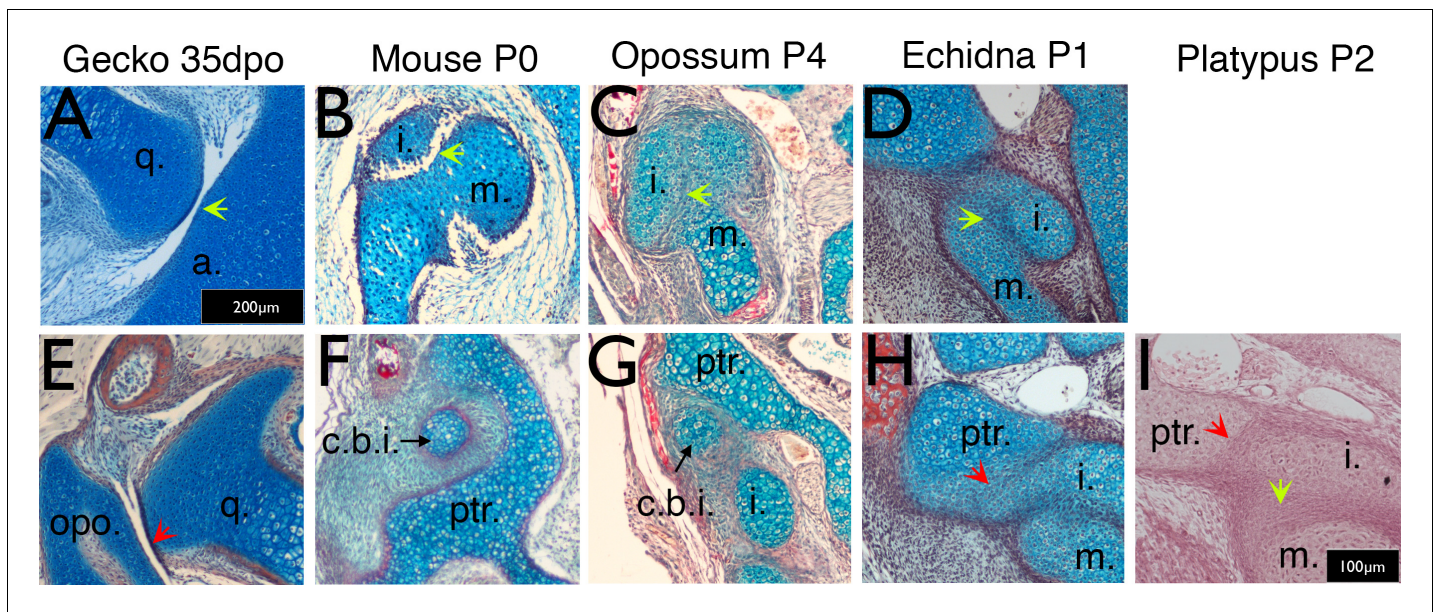 Gecko 35dpo
Mouse P0
Opossum P4
Echidna P1
Platypus P2
A
q.
a.
200µm
B
i.
m.
C
i.
m.
D
i.
m.
E
opo.
q.
F
c.b.i.
ptr.
G
ptr.
c.b.i.
i.
H
ptr.
i.
m.
I
ptr.
i.
m.
100µm